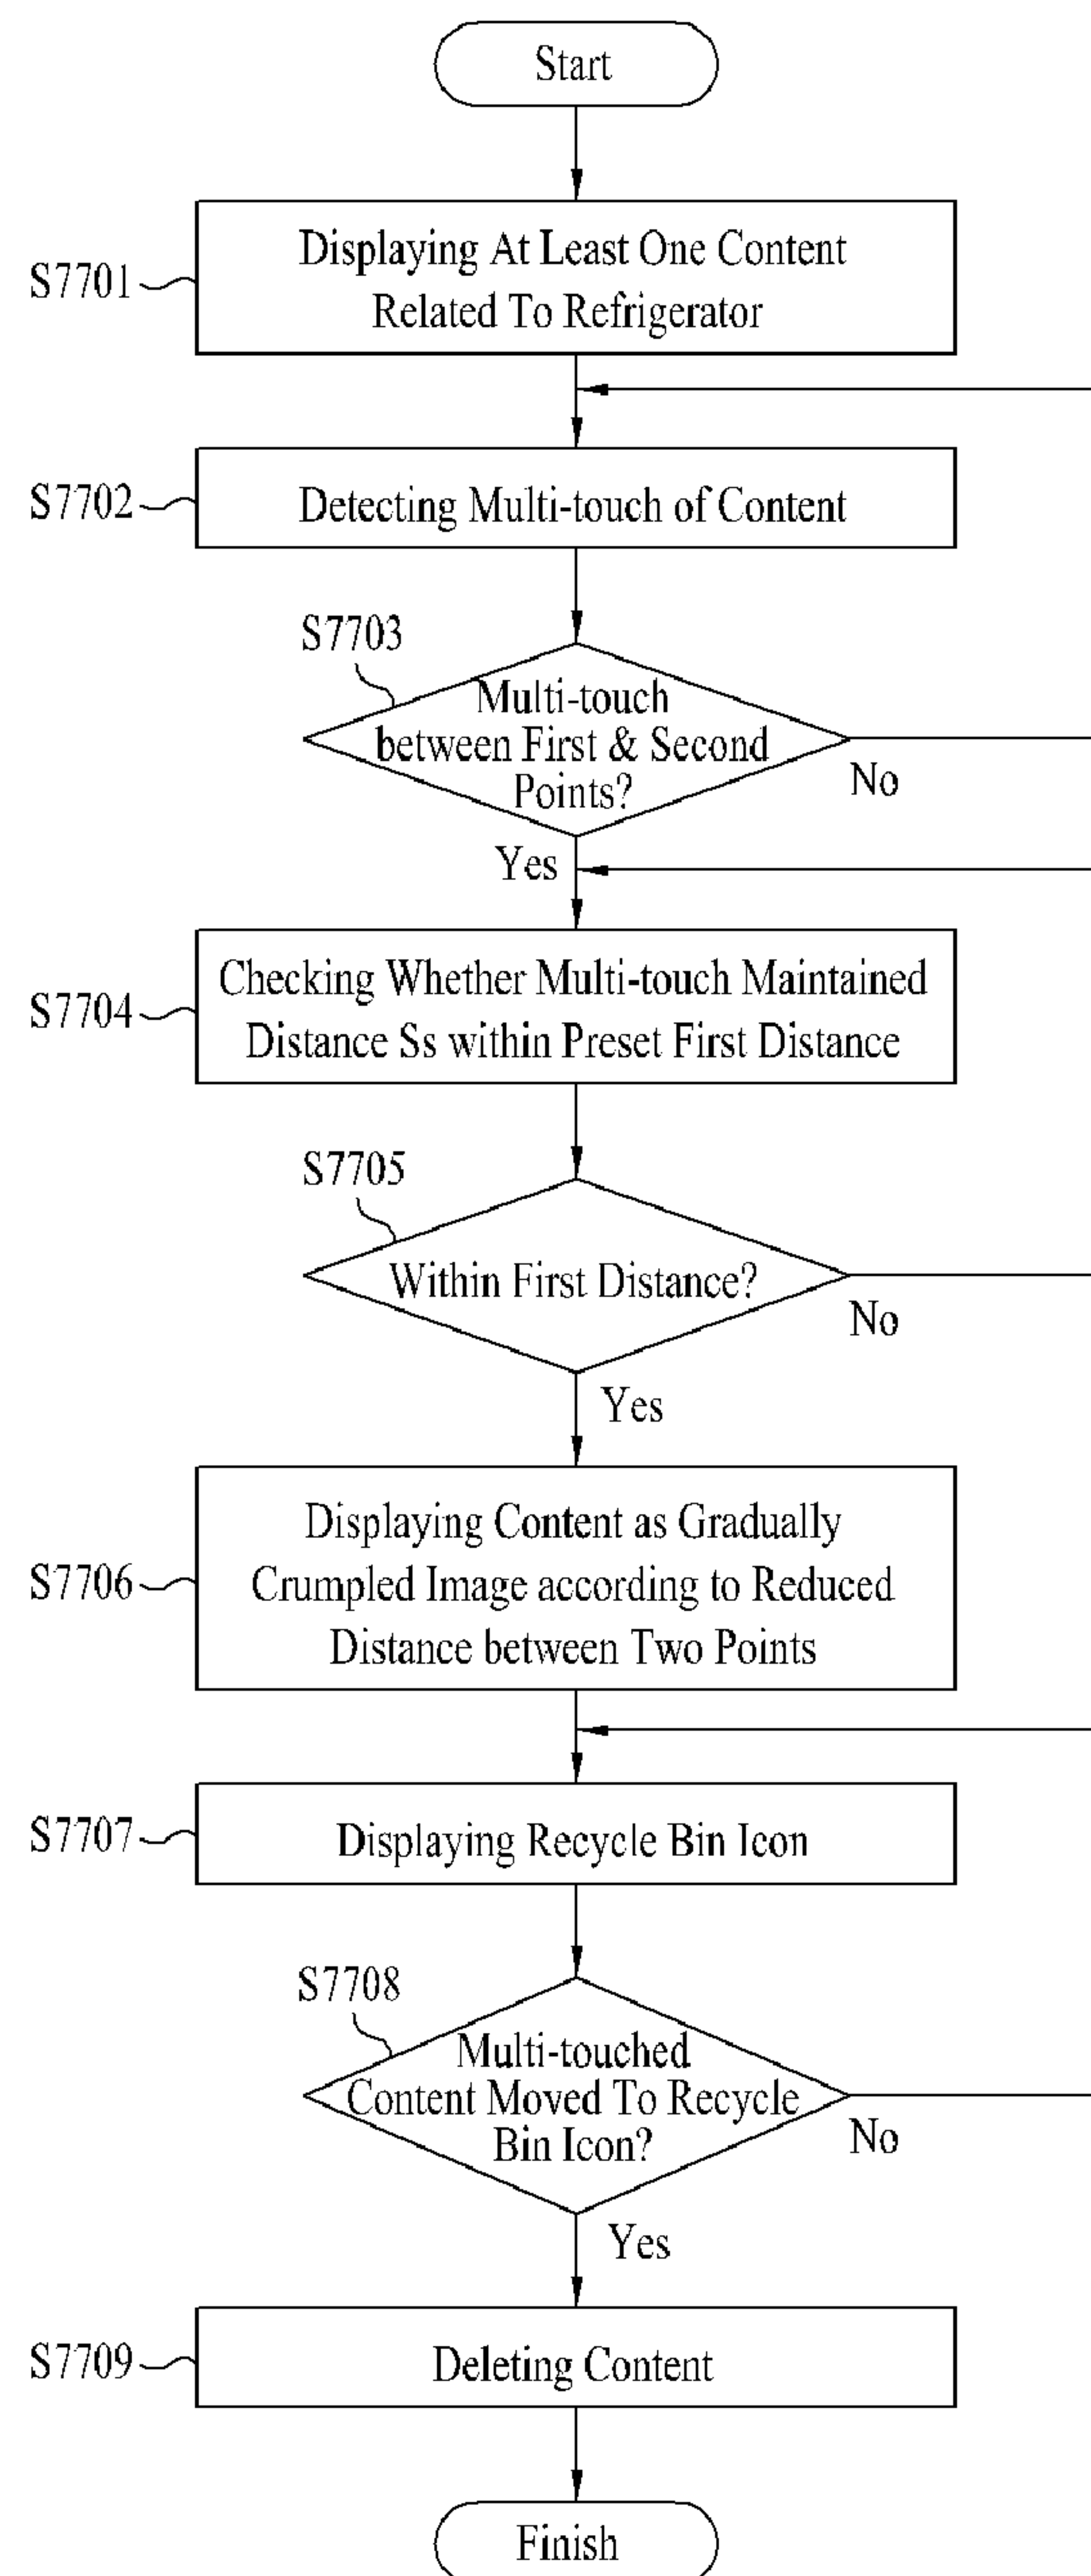 Start
S7701
Displaying At Least One Content
Related To Refrigerator
S7702
Detecting Multi-touch of Content
S7703
Multi-touch
between First & Second
Points?
No
Yes
S7704
Checking Whether Multi-touch Maintained
Distance Ss within Preset First Distance
S7705
Within First Distance?
No
Yes
S7706
Displaying Content as Gradually
Crumpled Image according to Reduced
Distance between Two Points
S7707
Displaying Recycle Bin Icon
S7708
Multi-touched
Content Moved To Recycle
Bin Icon?
No
Yes
S7709
Deleting Content
Finish